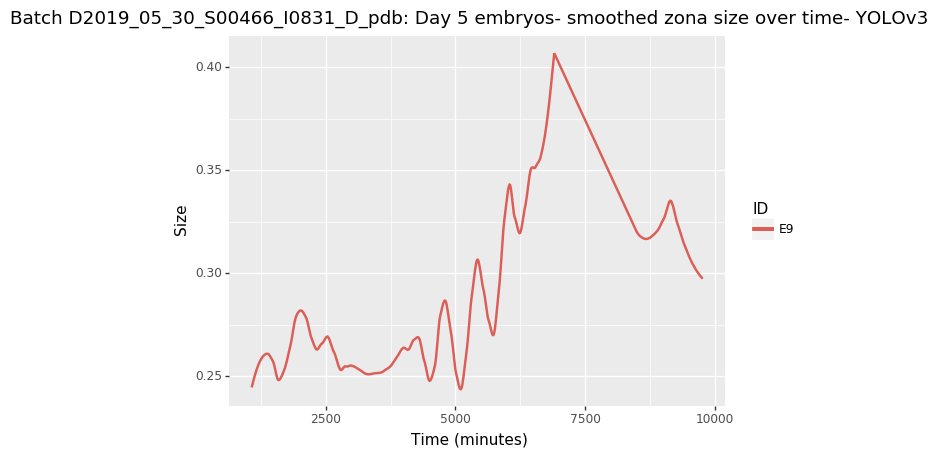 Batch D2019_05_30_S00466_I0831_D_pdb: Day 5 embryos- smoothed zona size over time- YOLOv3
0.40
0.35
0.30
0.25
Size
2500
5000
7500
10000
Time (minutes)
ID
E9